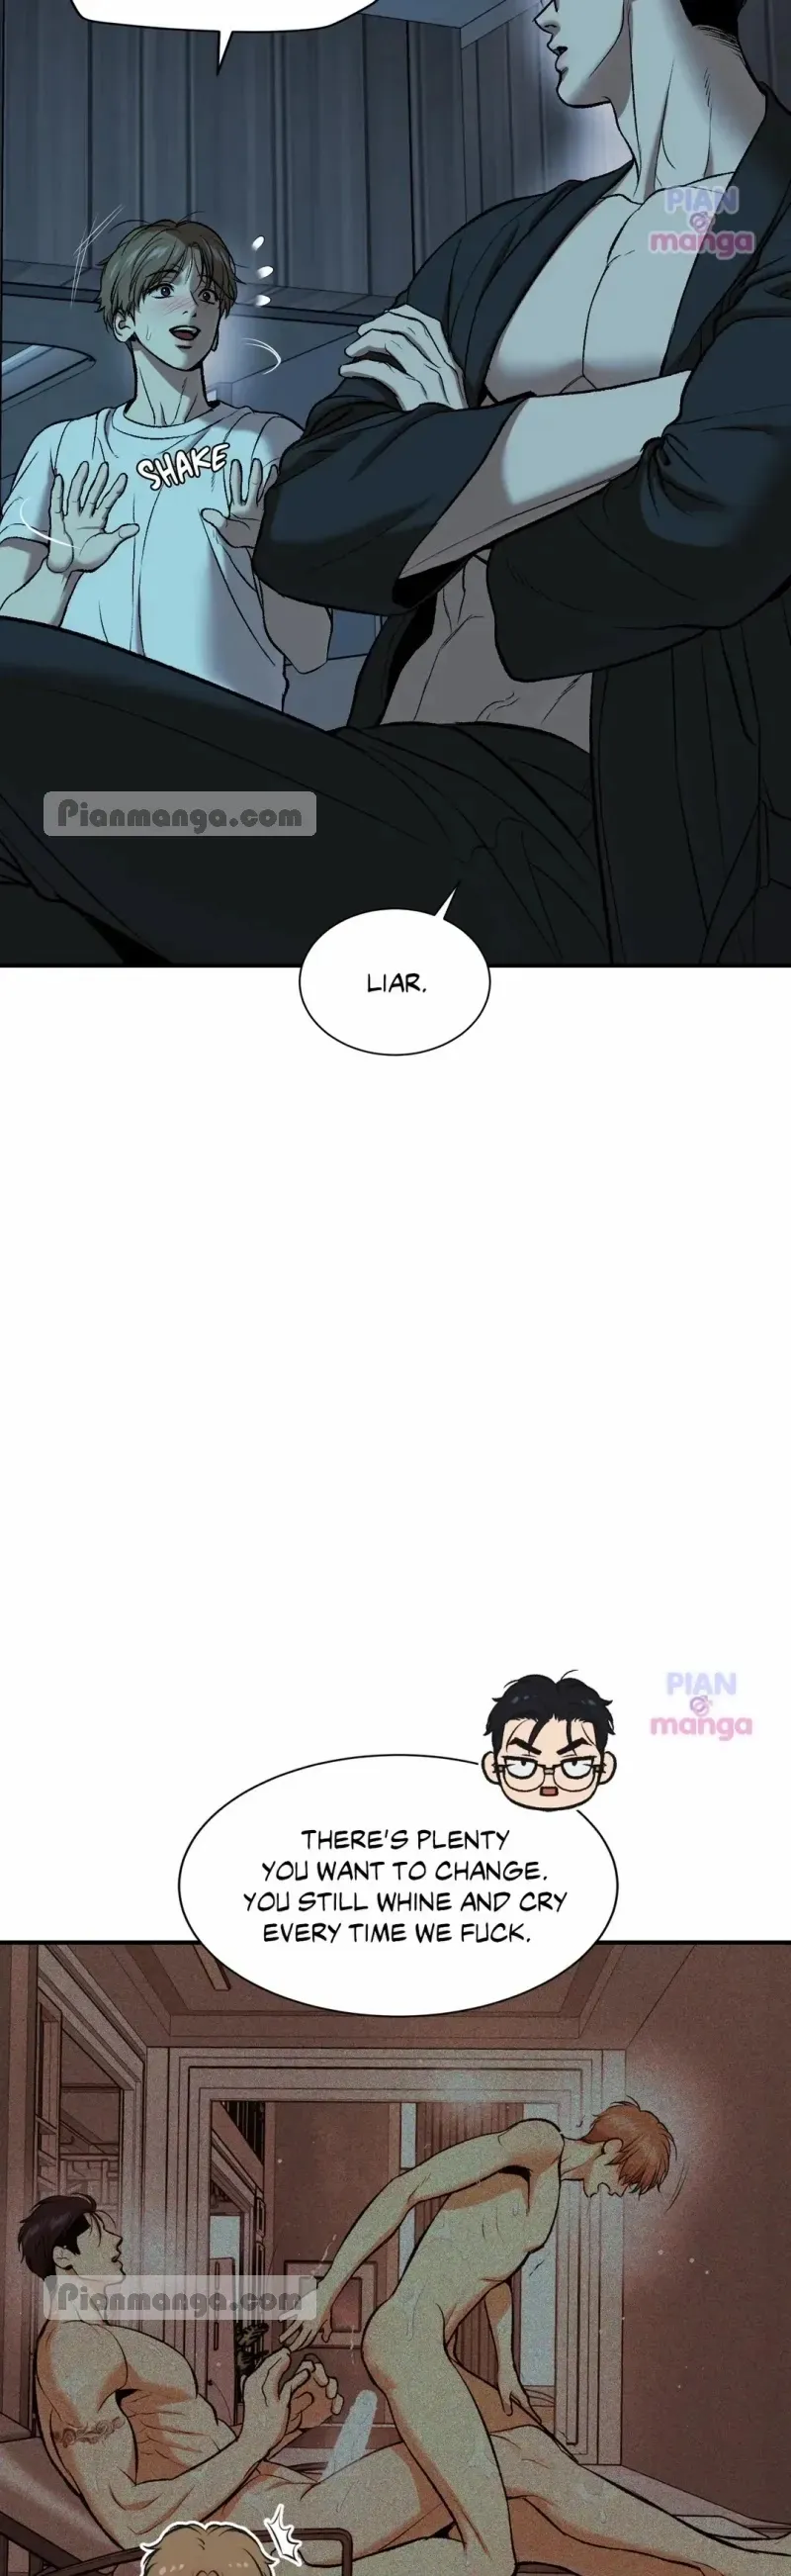 PIAN
manga
SHAKE
Pianmanga.com
LIAR.
PIAN
manga
THERE'S PLENTY
YOU WANT TO CHANGE.
YOU STILL WHINE AND CRY
EVERY TIME WE FUCK.
Pianmanga.com